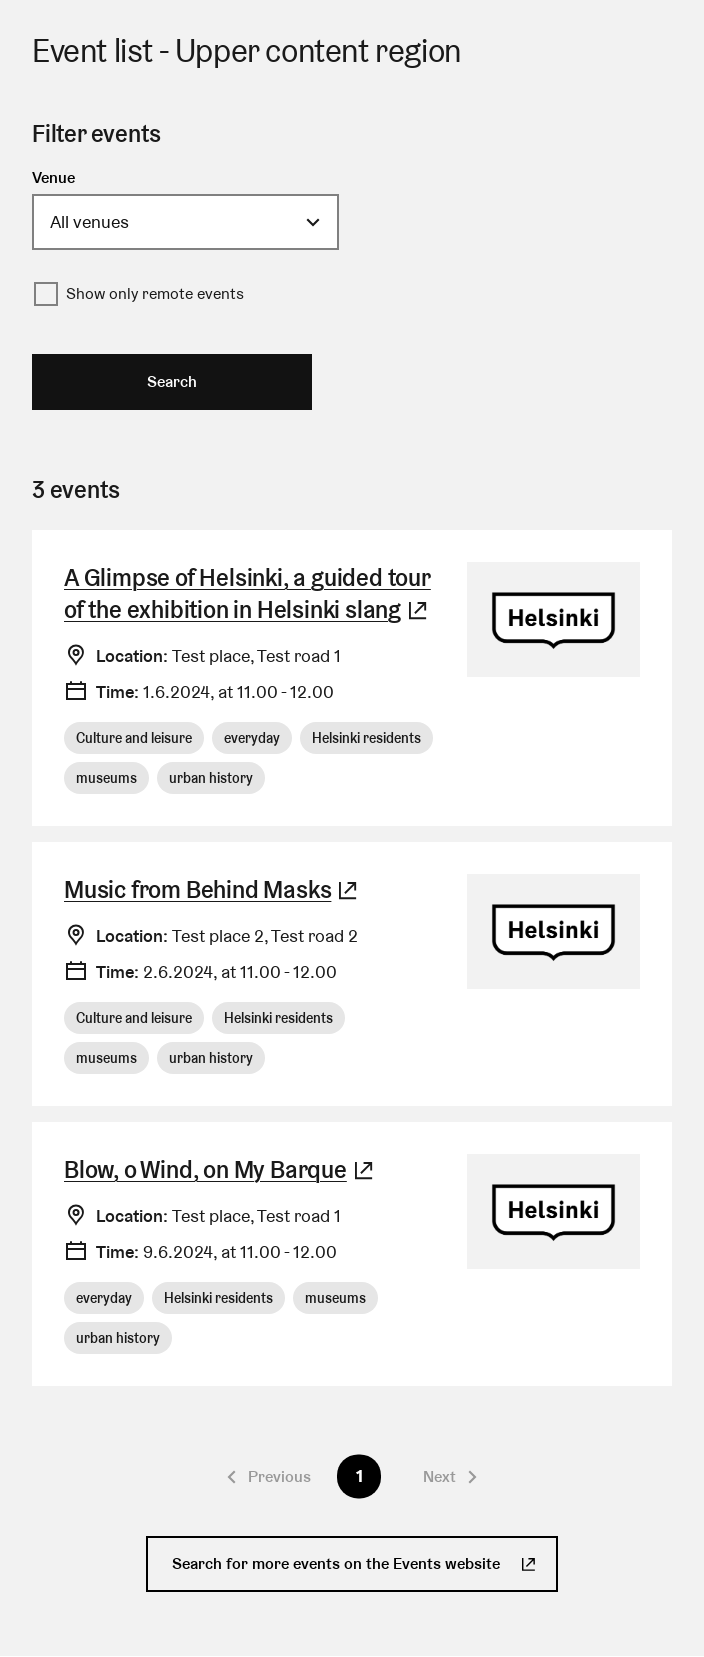 Event list - Upper content region
Filter events
Venue
All venues
Show only remote events
Search
3 events
A Glimpse of Helsinki, a guided tour
of the exhibition in Helsinki slang
Helsinki
Location: Test place, Test road 1
Time: 1.6.2024, at 11.00 - 12.00
Culture and leisure everyday Helsinki residents
museums urban history
Music from Behind Masks
Helsinki
Location: Test place 2, Test road 2
Time: 2.6.2024, at 11.00 - 12.00
Culture and leisure Helsinki residents
museums urban history
Blow, o Wind, on My Barque
Helsinki
Location: Test place, Test road 1
Time: 9.6.2024, at 11.00 - 12.00
everyday Helsinki residents museums
urban history
Previous 1 Next
Search for more events on the Events website